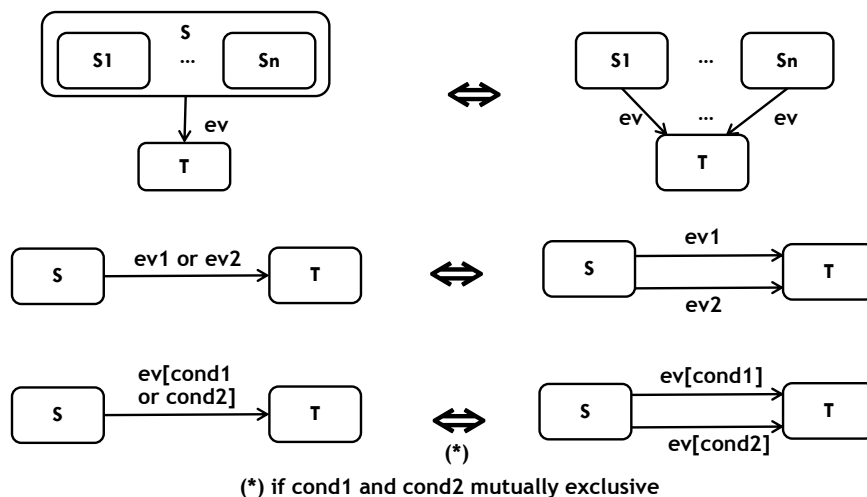 S
S1 ... Sn
ev
T
S1 ... Sn
...
ev ev
T
S
ev1 or ev2
T
S
ev1
ev2
T
S
ev[cond1
or cond2]
T
(*)
S
ev[cond1]
ev[cond2]
T
(*) if cond1 and cond2 mutually exclusive